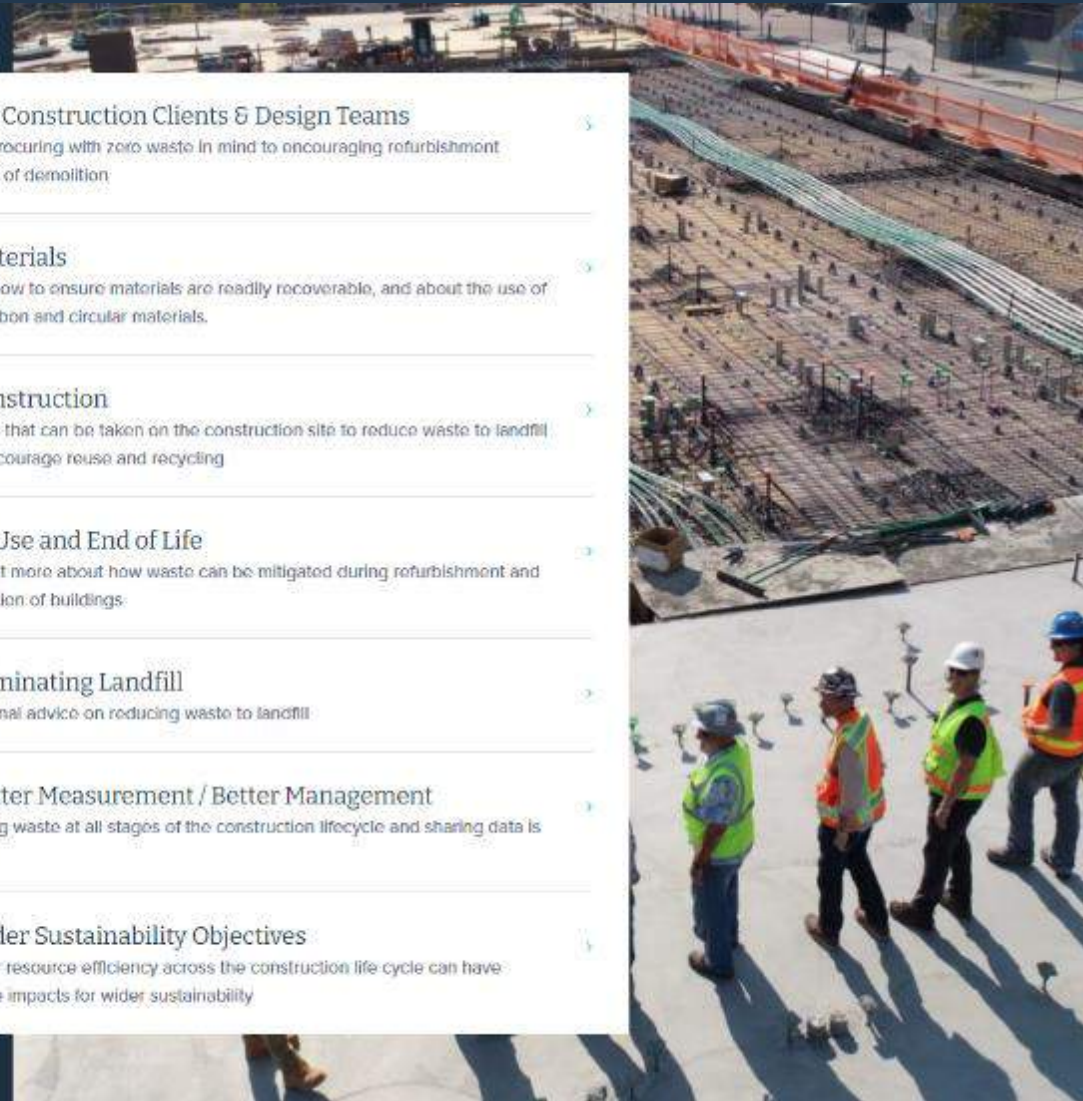 Construction Clients & Design Teams
rocuring with zero waste in mind to encouraging refurbishment
of demolition
terials
ow to ensure materials are readily recoverable, and about the use of
bon and circular materials.
nstruction
that can be taken on the construction site to reduce waste to landfill
courage reuse and recycling
Use and End of Life
t more about how waste can be mitigated during refurbishment and
ion of buildings
minating Landfill
nal advice on reducing waste to landfill
ter Measurement / Better Management
g waste at all stages of the construction lifecycle and sharing data is
der Sustainability Objectives
r resource efficiency across the construction life cycle can have
e impacts for wider sustainability